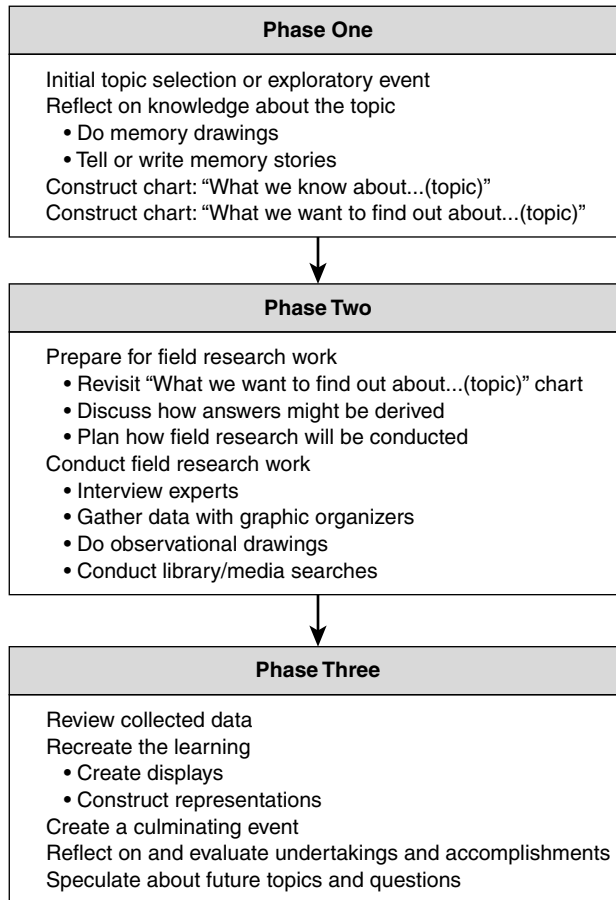 Phase One
Initial topic selection or exploratory event
Reflect on knowledge about the topic
• Do memory drawings
• Tell or write memory stories
Construct chart: “What we know about...(topic)”
Construct chart: “What we want to find out about...(topic)”
Phase Two
Prepare for field research work
• Revisit “What we want to find out about...(topic)” chart
• Discuss how answers might be derived
• Plan how field research will be conducted
Conduct field research work
• Interview experts
• Gather data with graphic organizers
• Do observational drawings
• Conduct library/media searches
Phase Three
Review collected data
Recreate the learning
• Create displays
• Construct representations
Create a culminating event
Reflect on and evaluate undertakings and accomplishments
Speculate about future topics and questions